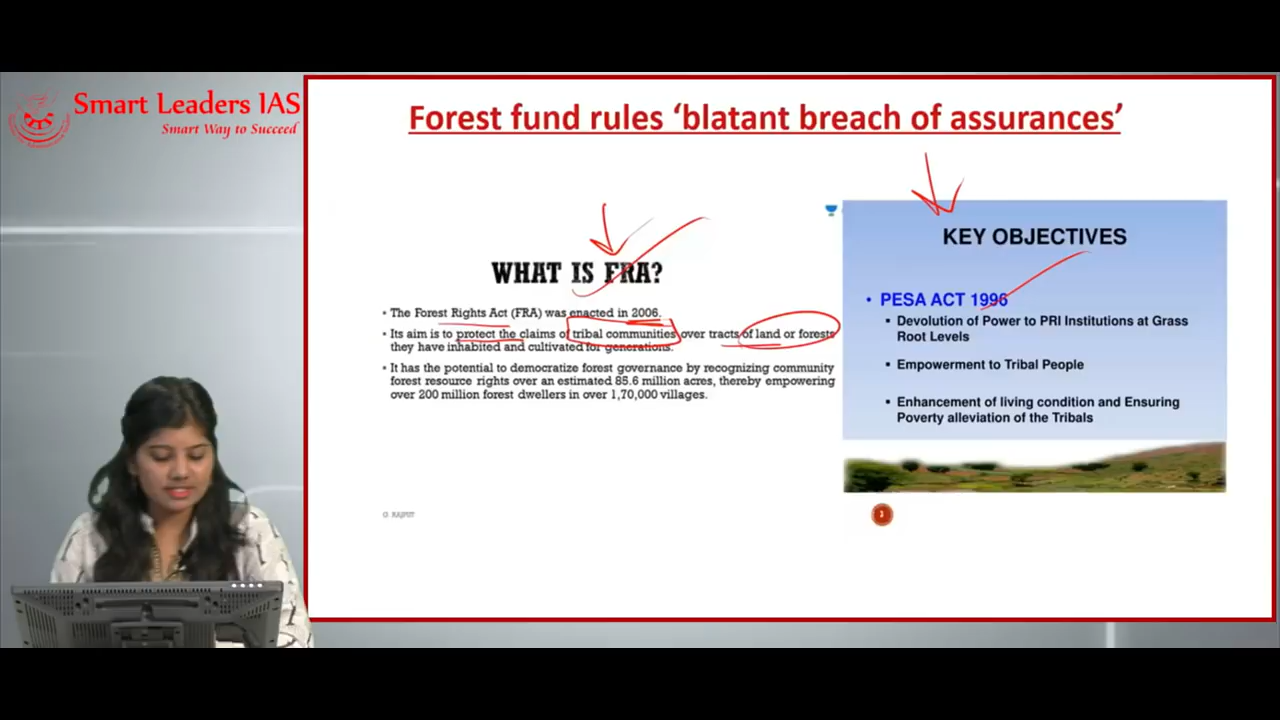 Smart Leaders IAS
Smart Way to Succeed
Forest fund rules ‘blatant breach of assurances’
WHAT IS FRA?
• The Forest Rights Act (FRA) was enacted in 2006.
• Its aim is to protect the claims of tribal communities over tracts of land or forests
they have inhabited and cultivated for generations.
• It has the potential to democratize forest governance by recognizing community
forest resource rights over an estimated 85.6 million acres, thereby empowering
over 200 million forest dwellers in over 1,70,000 villages.
KEY OBJECTIVES
• PESA ACT 1996
▪ Devolution of Power to PRI Institutions at Grass
Root Levels
▪ Empowerment to Tribal People
▪ Enhancement of living condition and Ensuring
Poverty alleviation of the Tribals